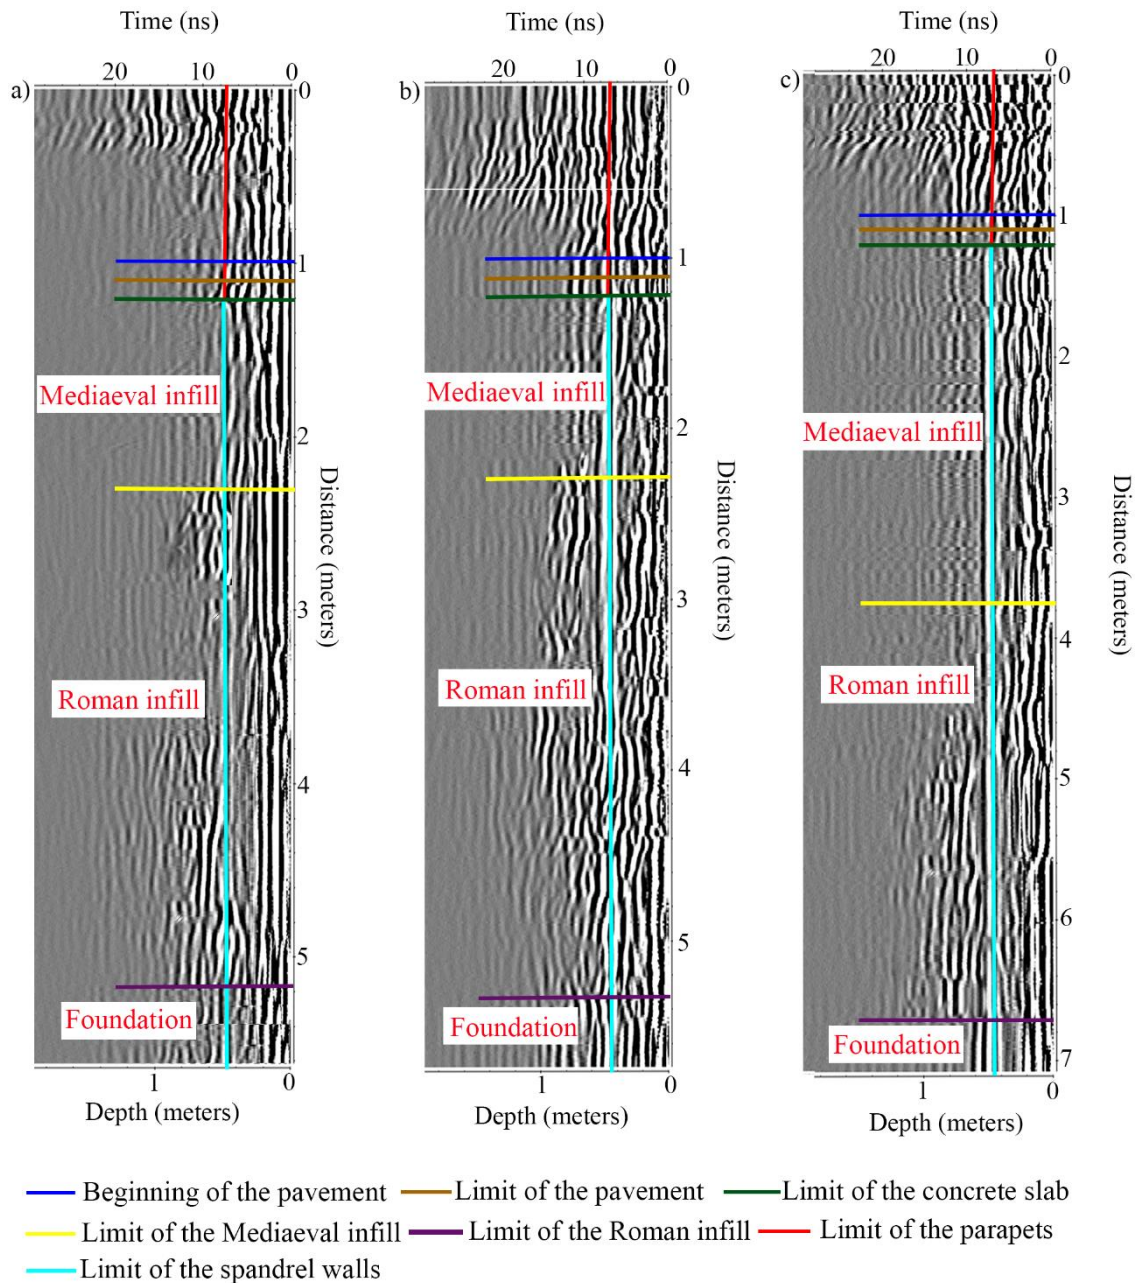 Time (ns)
20 10 0
a)
0
1
2
3
4
5
Mediaeval infill
Roman infill
Foundation
Distance (meters)
1 0
Depth (meters)
Time (ns)
20 10 0
b)
0
1
2
3
4
5
Mediaeval infill
Roman infill
Foundation
Distance (meters)
1 0
Depth (meters)
Time (ns)
20 10 0
c)
0
1
2
3
4
5
6
7
Mediaeval infill
Roman infill
Foundation
Distance (meters)
1 0
Depth (meters)
Beginning of the pavement Limit of the pavement Limit of the concrete slab
Limit of the Mediaeval infill Limit of the Roman infill Limit of the parapets
Limit of the spandrel walls